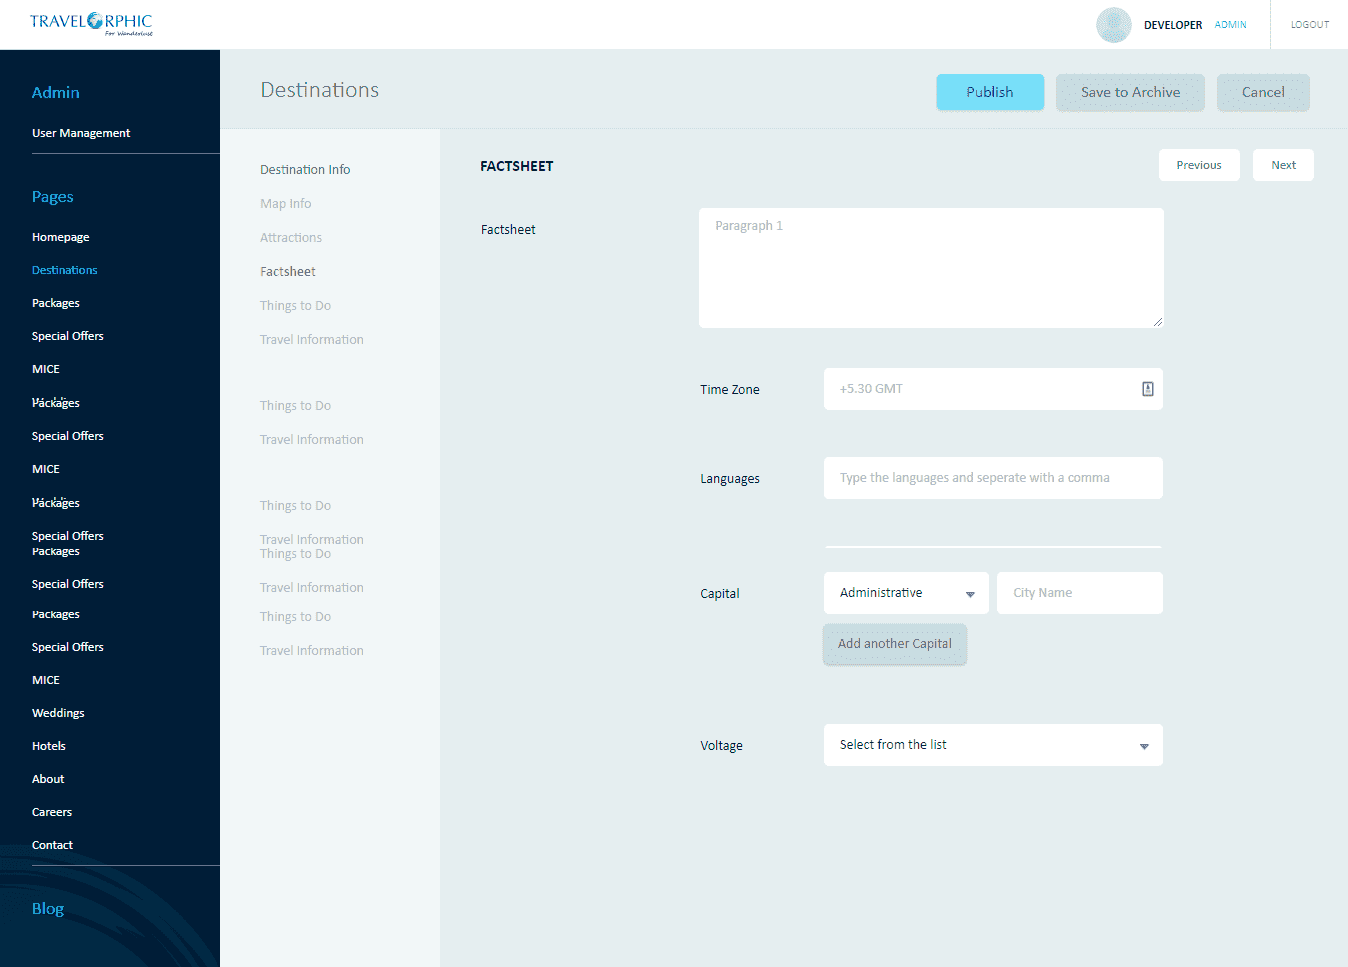 TRAVELORPHIC
For Wanderlust
DEVELOPER ADMIN
LOGOUT
Admin
User Management
Pages
Homepage
Destinations
Packages
Special Offers
MICE
Packages
Special Offers
MICE
Packages
Special Offers
Packages
Special Offers
Packages
Special Offers
MICE
Weddings
Hotels
About
Careers
Contact
Blog
Destinations
Publish
Save to Archive
Cancel
Destination Info
Map Info
Attractions
Factsheet
Things to Do
Travel Information
Things to Do
Travel Information
Things to Do
Travel Information
Things to Do
Travel Information
Things to Do
Travel Information
FACTSHEET
Previous
Next
Factsheet
Paragraph 1
Time Zone
+5.30 GMT
Languages
Type the languages and seperate with a comma
Capital
Administrative
City Name
Add another Capital
Voltage
Select from the list